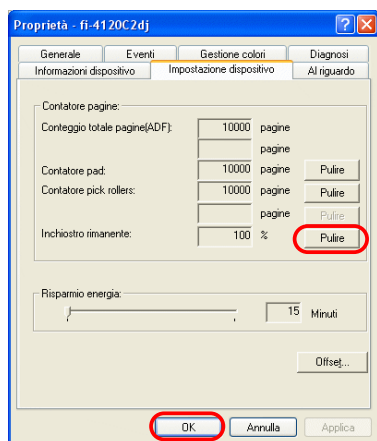 Proprietà - fi-4120C2dj
Generale Eventi Gestione colori Diagnosi
Informazioni dispositivo Impostazione dispositivo Al riguardo
Contatore pagine:
Conteggio totale pagine(ADF): 10000 pagine
pagine
Contatore pad: 10000 pagine Pulire
Contatore pick rollers: 10000 pagine Pulire
pagine Pulire
Inchiostro rimanente: 100 % Pulire
Risparmio energia:
15 Minuti
Offset...
OK Annulla Applica